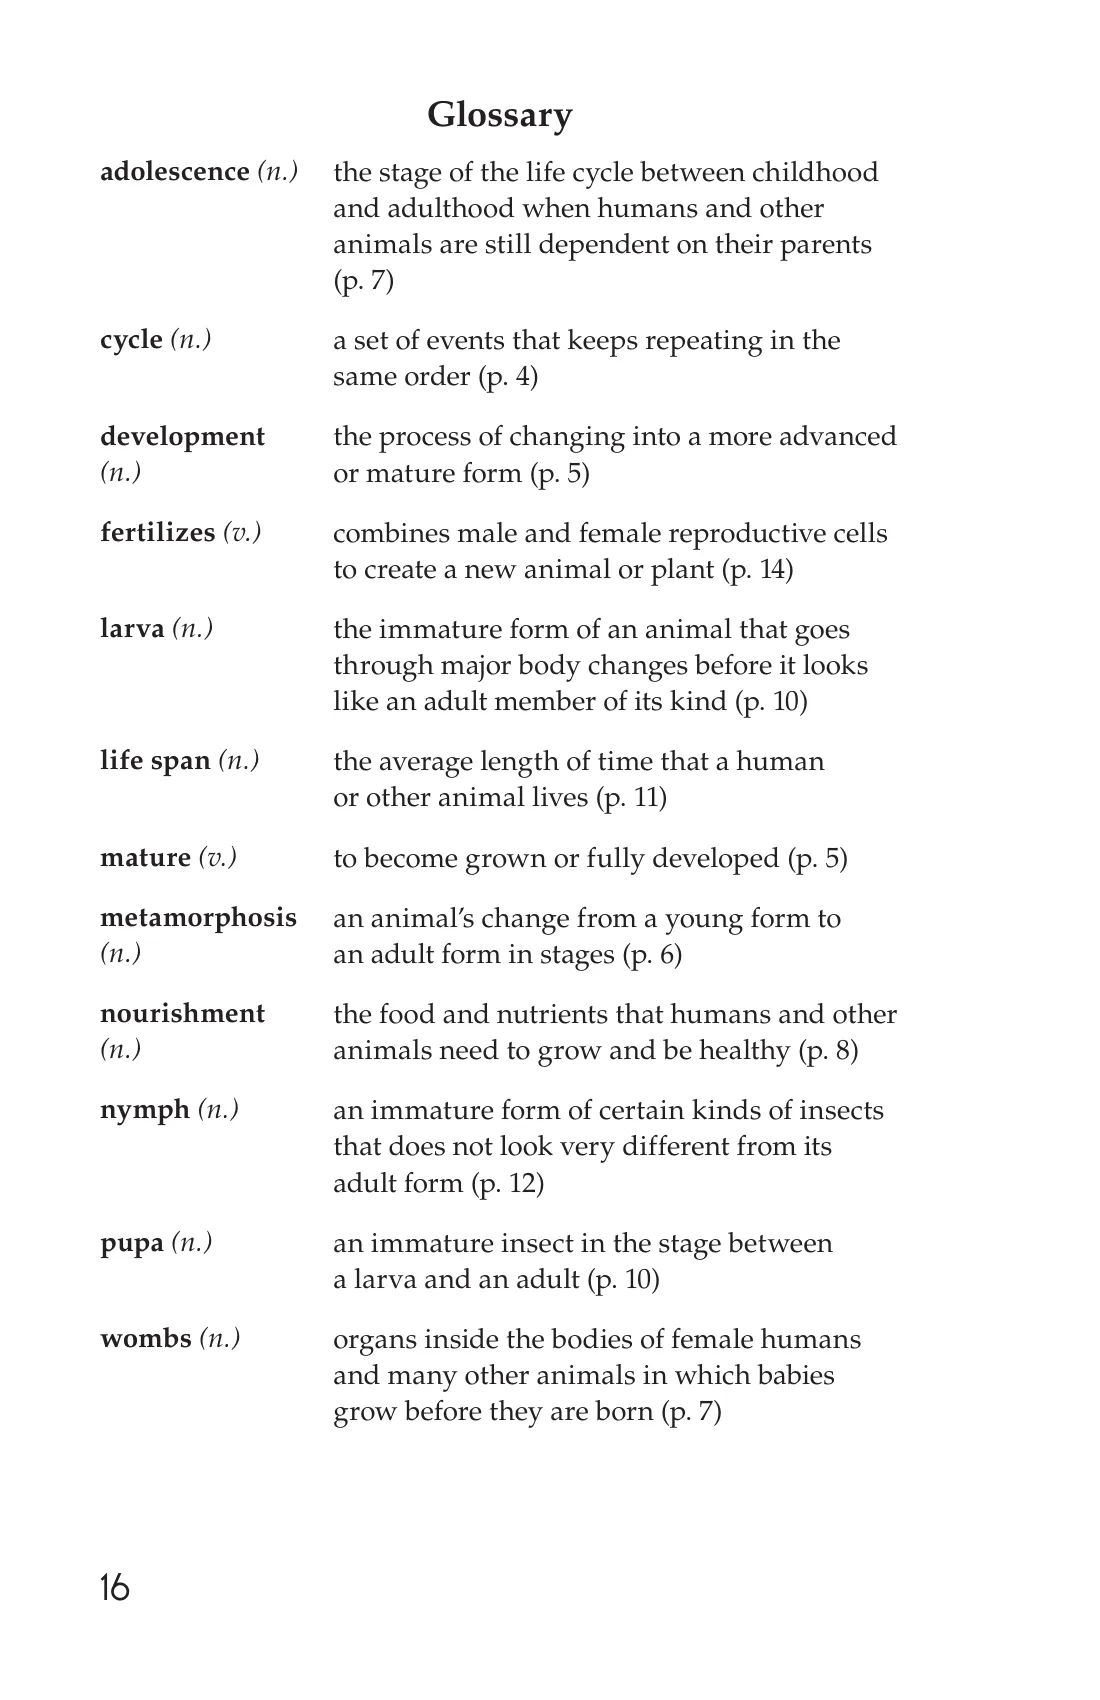 Glossary
adolescence (n.) the stage of the life cycle between childhood
and adulthood when humans and other
animals are still dependent on their parents
(p. 7)
cycle (n.) a set of events that keeps repeating in the
same order (p. 4)
development the process of changing into a more advanced
(n.) or mature form (p. 5)
fertilizes (v.) combines male and female reproductive cells
to create a new animal or plant (p. 14)
larva (n.) the immature form of an animal that goes
through major body changes before it looks
like an adult member of its kind (p. 10)
life span (n.) the average length of time that a human
or other animal lives (p. 11)
mature (v.) to become grown or fully developed (p. 5)
metamorphosis an animal’s change from a young form to
(n.) an adult form in stages (p. 6)
nourishment the food and nutrients that humans and other
(n.) animals need to grow and be healthy (p. 8)
nymph (n.) an immature form of certain kinds of insects
that does not look very different from its
adult form (p. 12)
pupa (n.) an immature insect in the stage between
a larva and an adult (p. 10)
wombs (n.) organs inside the bodies of female humans
and many other animals in which babies
grow before they are born (p. 7)
16